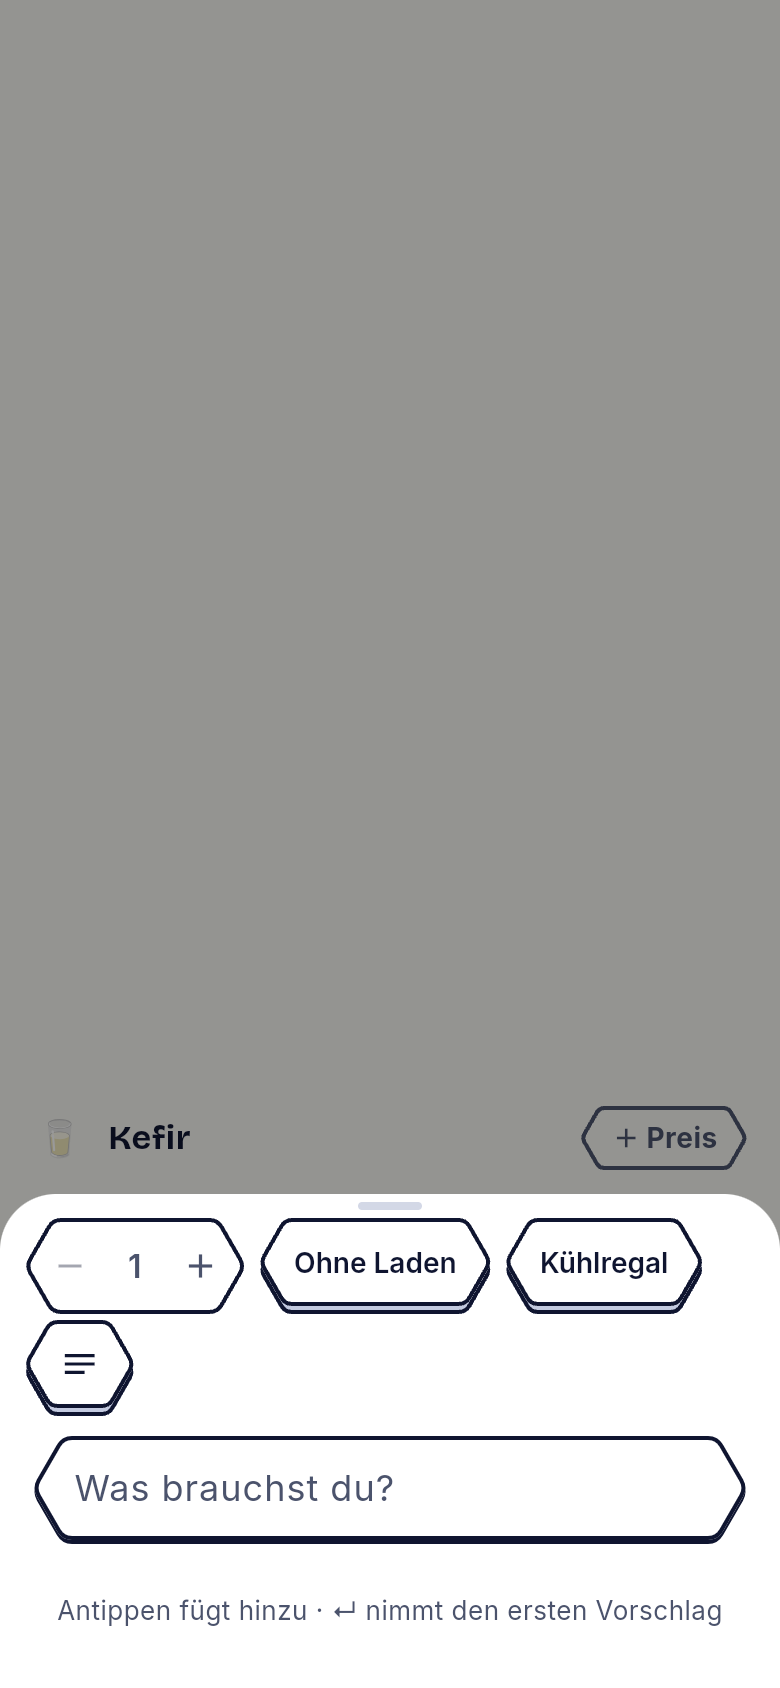 Kefir
+ Preis
− 1 +
Ohne Laden
Kühlregal
Was brauchst du?
Antippen fügt hinzu · ↵ nimmt den ersten Vorschlag